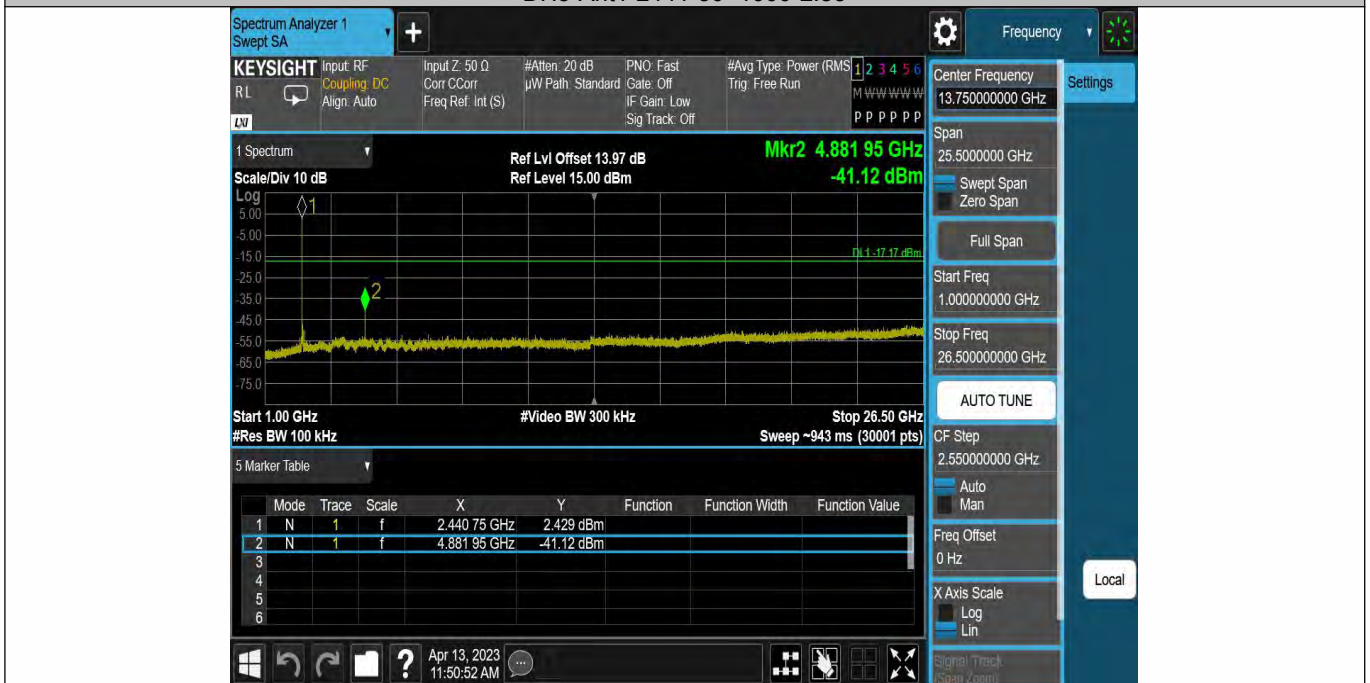 Spectrum Analyzer 1
Swept SA
+
Frequency
KEYSIGHT
RL
LXI
Input: RF
Coupling: DC
Align: Auto
Input Z: 50 Ω
Corr CCorr
Freq Ref: Int (S)
#Atten: 20 dB
µW Path: Standard
PNO: Fast
Gate: Off
IF Gain: Low
Sig Track: Off
#Avg Type: Power (RMS
Trig: Free Run
1 2 3 4 5 6
M W W W W W
P P P P P P
1 Spectrum
Scale/Div 10 dB
Ref Lvl Offset 13.97 dB
Ref Level 15.00 dBm
Mkr2 4.881 95 GHz
-41.12 dBm
Log
1
5.00
-5.00
-15.0
DL1 -17.17 dBm
-25.0
2
-35.0
-45.0
-55.0
-65.0
-75.0
Start 1.00 GHz
#Video BW 300 kHz
Stop 26.50 GHz
#Res BW 100 kHz
Sweep ~943 ms (30001 pts)
5 Marker Table
Mode Trace Scale X Y Function Function Width Function Value
1 N 1 f 2.440 75 GHz 2.429 dBm
2 N 1 f 4.881 95 GHz -41.12 dBm
3
4
5
6
?
Apr 13, 2023
11:50:52 AM
Settings
Center Frequency
13.750000000 GHz
Span
25.5000000 GHz
Swept Span
Zero Span
Full Span
Start Freq
1.000000000 GHz
Stop Freq
26.500000000 GHz
AUTO TUNE
CF Step
2.550000000 GHz
Auto
Man
Freq Offset
0 Hz
X Axis Scale
Log
Lin
Signal Track
(Span Zoom)
Local